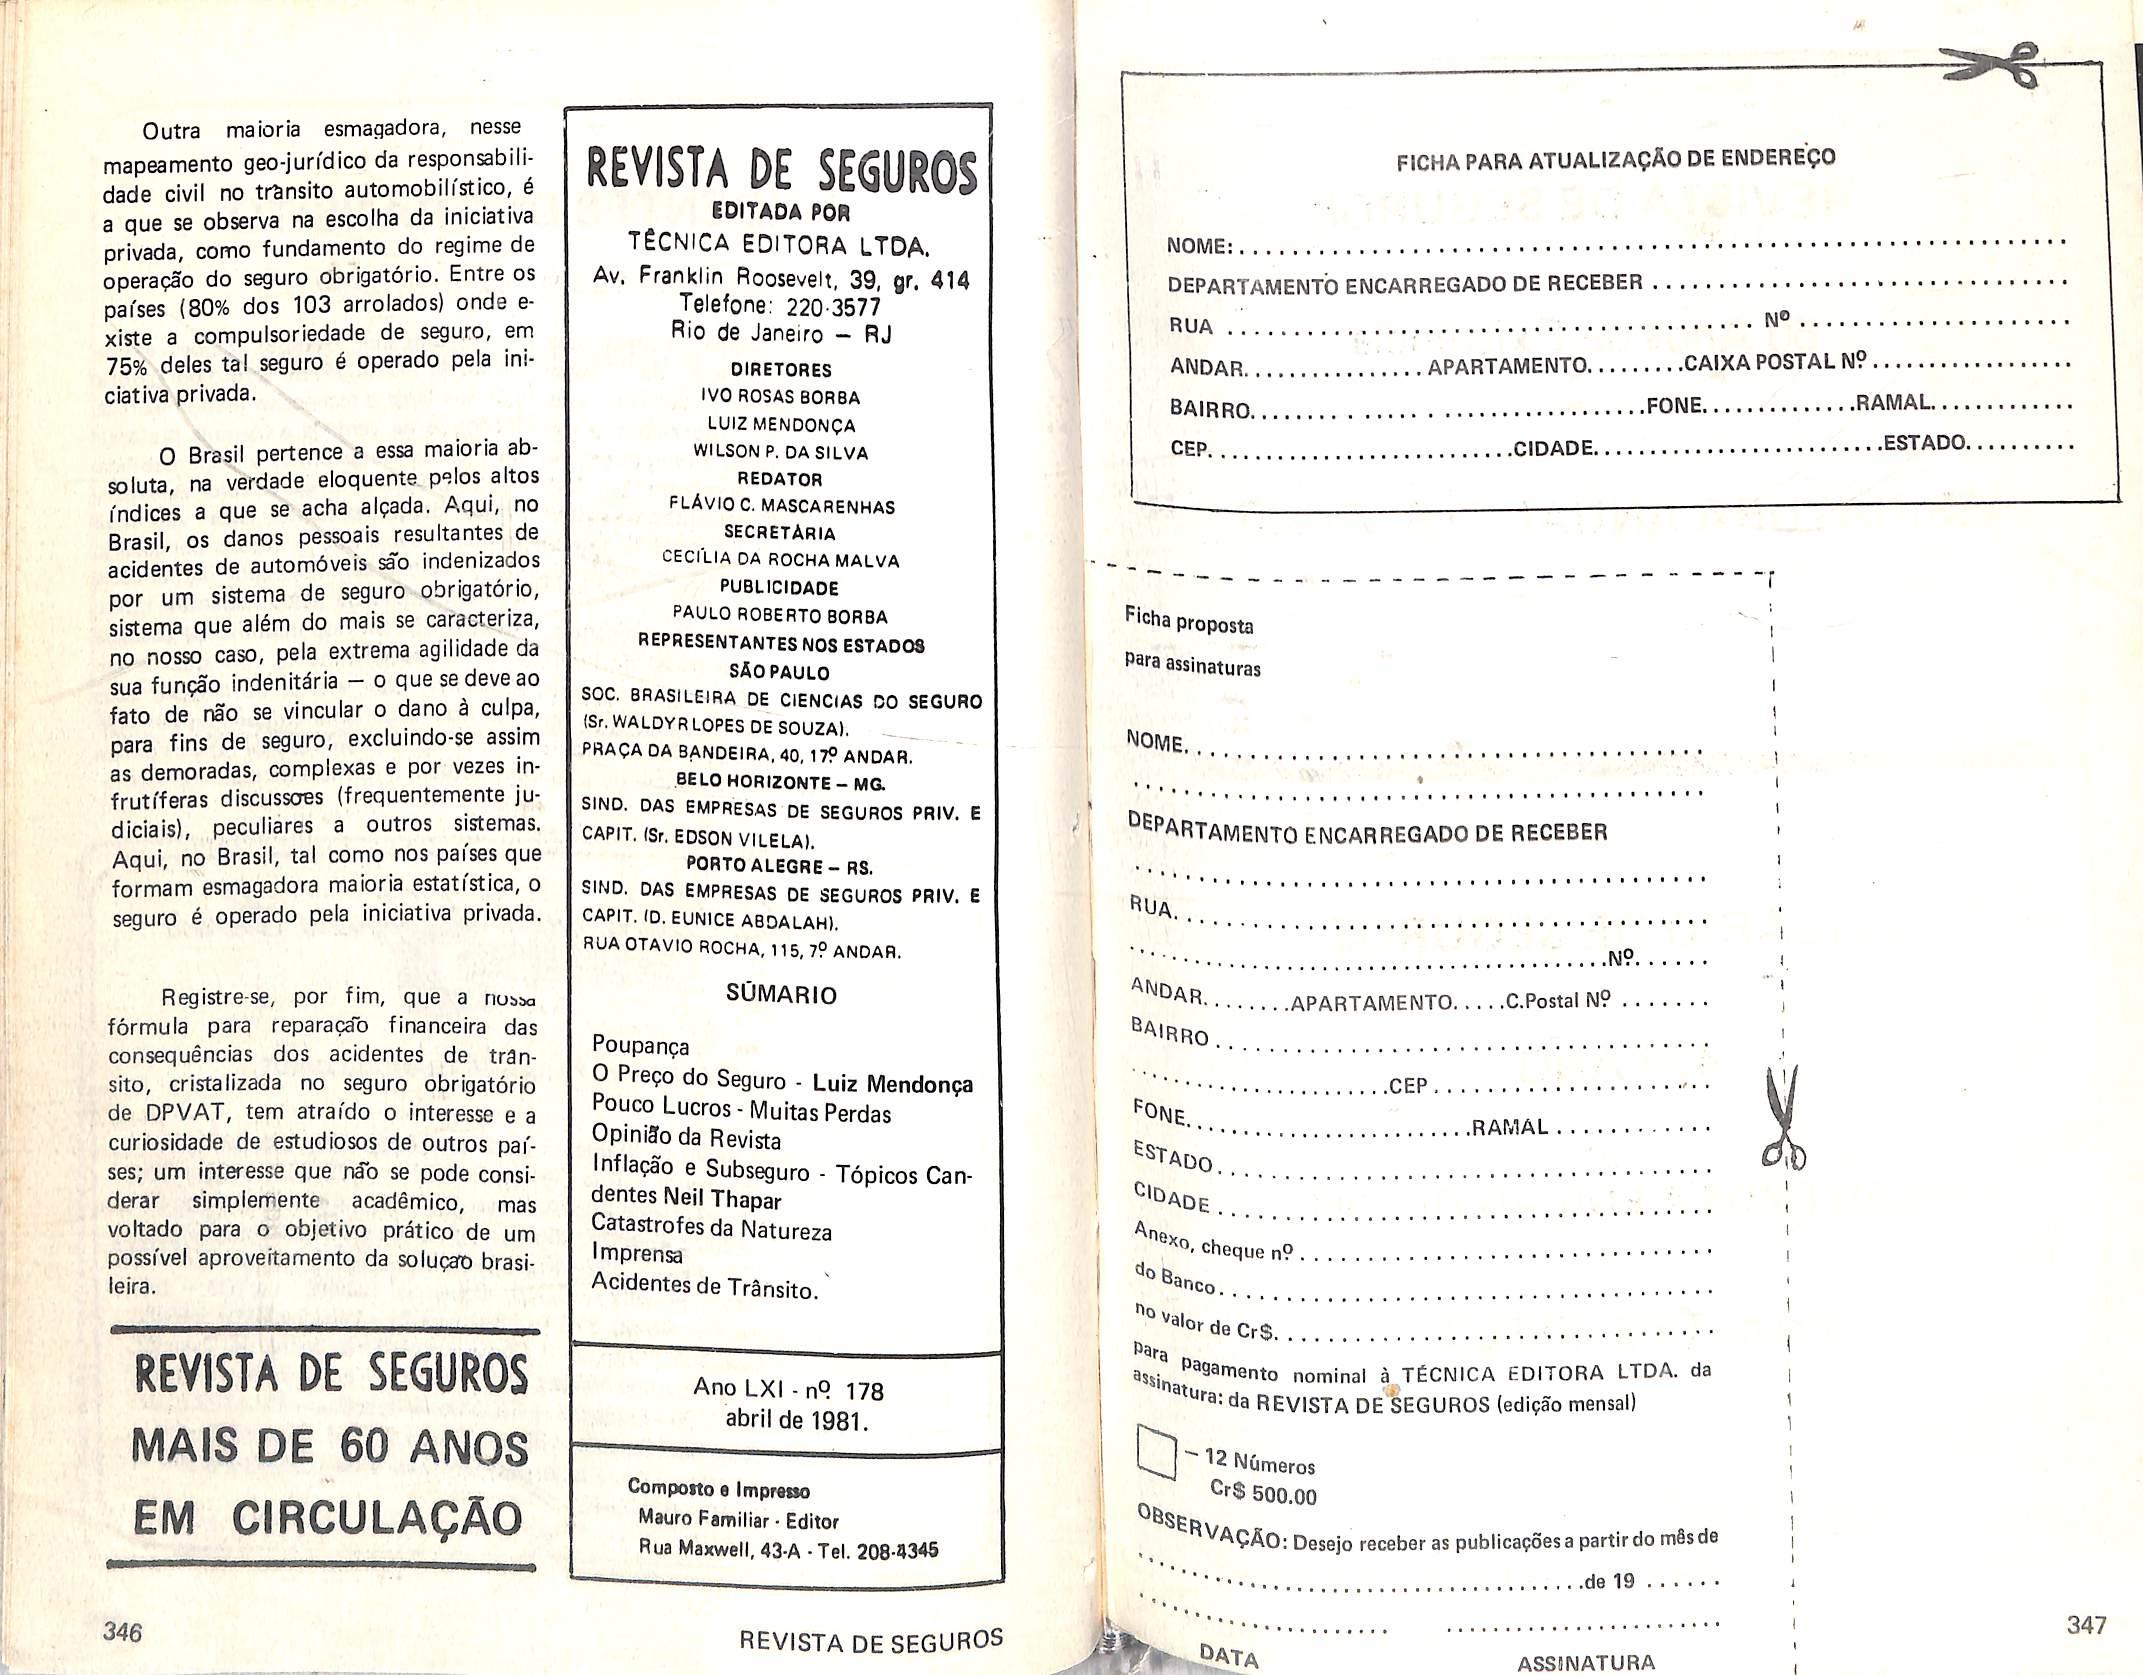 Outra maioria esmagadora, nesse
mapeamento geo-jurídico da responsabili-
dade civil no trânsito automobilístico, é
a que se observa na escolha da iniciativa
privada, como fundamento do regime de
operação do seguro obrigatório. Entre os
países (80% dos 103 arrolados) onde e-
xiste a compulsoriedade de seguro, em
75% deles tal seguro é operado pela ini-
ciativa privada.
O Brasil pertence a essa maioria ab-
soluta, na verdade eloquente pelos altos
índices a que se acha alçada. Aqui, no
Brasil, os danos pessoais resultantes de
acidentes de automóveis são indenizados
por um sistema de seguro obrigatório,
sistema que além do mais se caracteriza,
no nosso caso, pela extrema agilidade da
sua função indenitária — o que se deve ao
fato de não se vincular o dano à culpa,
para fins de seguro, excluindo-se assim
as demoradas, complexas e por vezes in-
frutíferas discussões (frequentemente ju-
diciais), peculiares a outros sistemas.
Aqui, no Brasil, tal como nos países que
formam esmagadora maioria estatística, o
seguro é operado pela iniciativa privada.
Registre-se, por fim, que a nossa
fórmula para reparação financeira das
consequências dos acidentes de trân-
sito, cristalizada no seguro obrigatório
de DPVAT, tem atraído o interesse e a
curiosidade de estudiosos de outros paí-
ses; um interesse que não se pode consi-
derar simplemente acadêmico, mas
voltado para o objetivo prático de um
possível aproveitamento da solução brasi-
leira.
REVISTA DE SEGUROS
MAIS DE 60 ANOS
EM CIRCULAÇÃO
346
REVISTA DE SEGUROS
EDITADA POR
TÉCNICA EDITORA LTDA.
Av. Franklin Roosevelt, 39, gr. 414
Telefone: 220-3577
Rio de Janeiro — RJ
DIRETORES
IVO ROSAS BORBA
LUIZ MENDONÇA
WILSON P. DA SILVA
REDATOR
FLÁVIO C. MASCARENHAS
SECRETÁRIA
CECÍLIA DA ROCHA MALVA
PUBLICIDADE
PAULO ROBERTO BORBA
REPRESENTANTES NOS ESTADOS
SÃO PAULO
SOC. BRASILEIRA DE CIENCIAS DO SEGURO
(Sr. WALDYR LOPES DE SOUZA).
PRAÇA DA BANDEIRA, 40, 17º ANDAR.
BELO HORIZONTE — MG.
SIND. DAS EMPRESAS DE SEGUROS PRIV. E
CAPIT. (Sr. EDSON VILELA).
PORTO ALEGRE — RS.
SIND. DAS EMPRESAS DE SEGUROS PRIV. E
CAPIT. (D. EUNICE ABDALAH).
RUA OTAVIO ROCHA, 115, 7º ANDAR.
SÚMARIO
Poupança
O Preço do Seguro - Luiz Mendonça
Pouco Lucros - Muitas Perdas
Opinião da Revista
Inflação e Subseguro - Tópicos Can-
dentes Neil Thapar
Catastrofes da Natureza
Imprensa
Acidentes de Trânsito.
Ano LXI - nº 178
abril de 1981.
Composto e Impresso
Mauro Familiar - Editor
Rua Maxwell, 43-A - Tel. 208-4345
REVISTA DE SEGUROS
FICHA PARA ATUALIZAÇÃO DE ENDEREÇO
NOME:
DEPARTAMENTO ENCARREGADO DE RECEBER
RUA Nº
ANDAR APARTAMENTO CAIXA POSTAL Nº
BAIRRO FONE RAMAL
CEP CIDADE ESTADO
Ficha proposta
para assinaturas
NOME
DEPARTAMENTO ENCARREGADO DE RECEBER
RUA
Nº
ANDAR APARTAMENTO C.Postal Nº
BAIRRO
CEP
FONE RAMAL
ESTADO
CIDADE
Anexo, cheque nº
do Banco
no valor de Cr$
para pagamento nominal à TÉCNICA EDITORA LTDA. da
assinatura: da REVISTA DE SEGUROS (edição mensal)
— 12 Números
Cr$ 500.00
OBSERVAÇÃO: Desejo receber as publicações a partir do mês de
de 19
DATA ASSINATURA
347